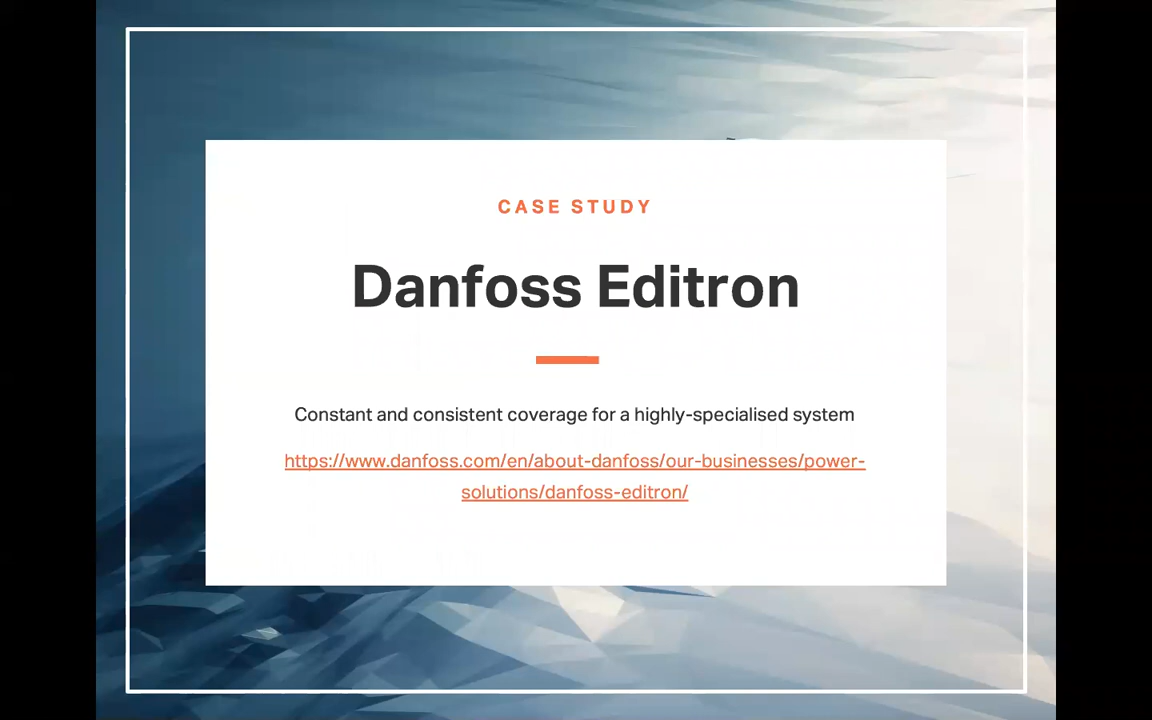 CASE STUDY
Danfoss Editron
Constant and consistent coverage for a highly-specialised system
https://www.danfoss.com/en/about-danfoss/our-businesses/power-
solutions/danfoss-editron/